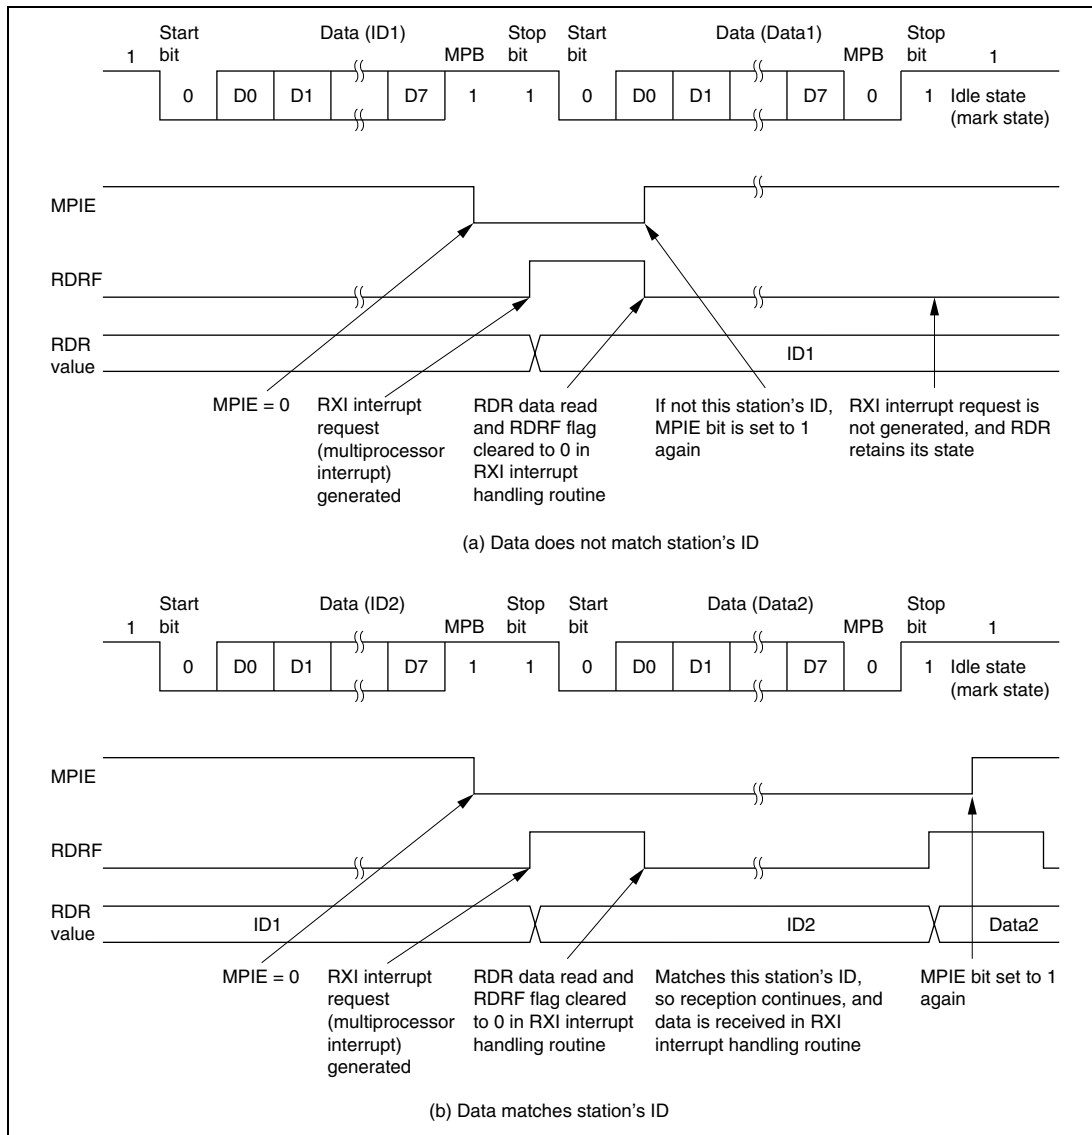 Start bit Data (ID1) MPB Stop bit Start bit Data (Data1) MPB Stop bit
1 1
0 D0 D1 D7 1 1 0 D0 D1 D7 0 1 Idle state (mark state)
MPIE
RDRF
RDR value
ID1
MPIE = 0
RXI interrupt
request
(multiprocessor
interrupt)
generated
RDR data read
and RDRF flag
cleared to 0 in
RXI interrupt
handling routine
If not this station's ID,
MPIE bit is set to 1
again
RXI interrupt request is
not generated, and RDR
retains its state
(a) Data does not match station's ID
Start bit Data (ID2) MPB Stop bit Start bit Data (Data2) MPB Stop bit
1 1
0 D0 D1 D7 1 1 0 D0 D1 D7 0 1 Idle state (mark state)
MPIE
RDRF
RDR value
ID1 ID2 Data2
MPIE = 0
RXI interrupt
request
(multiprocessor
interrupt)
generated
RDR data read and
RDRF flag cleared
to 0 in RXI interrupt
handling routine
Matches this station's ID,
so reception continues, and
data is received in RXI
interrupt handling routine
MPIE bit set to 1
again
(b) Data matches station's ID